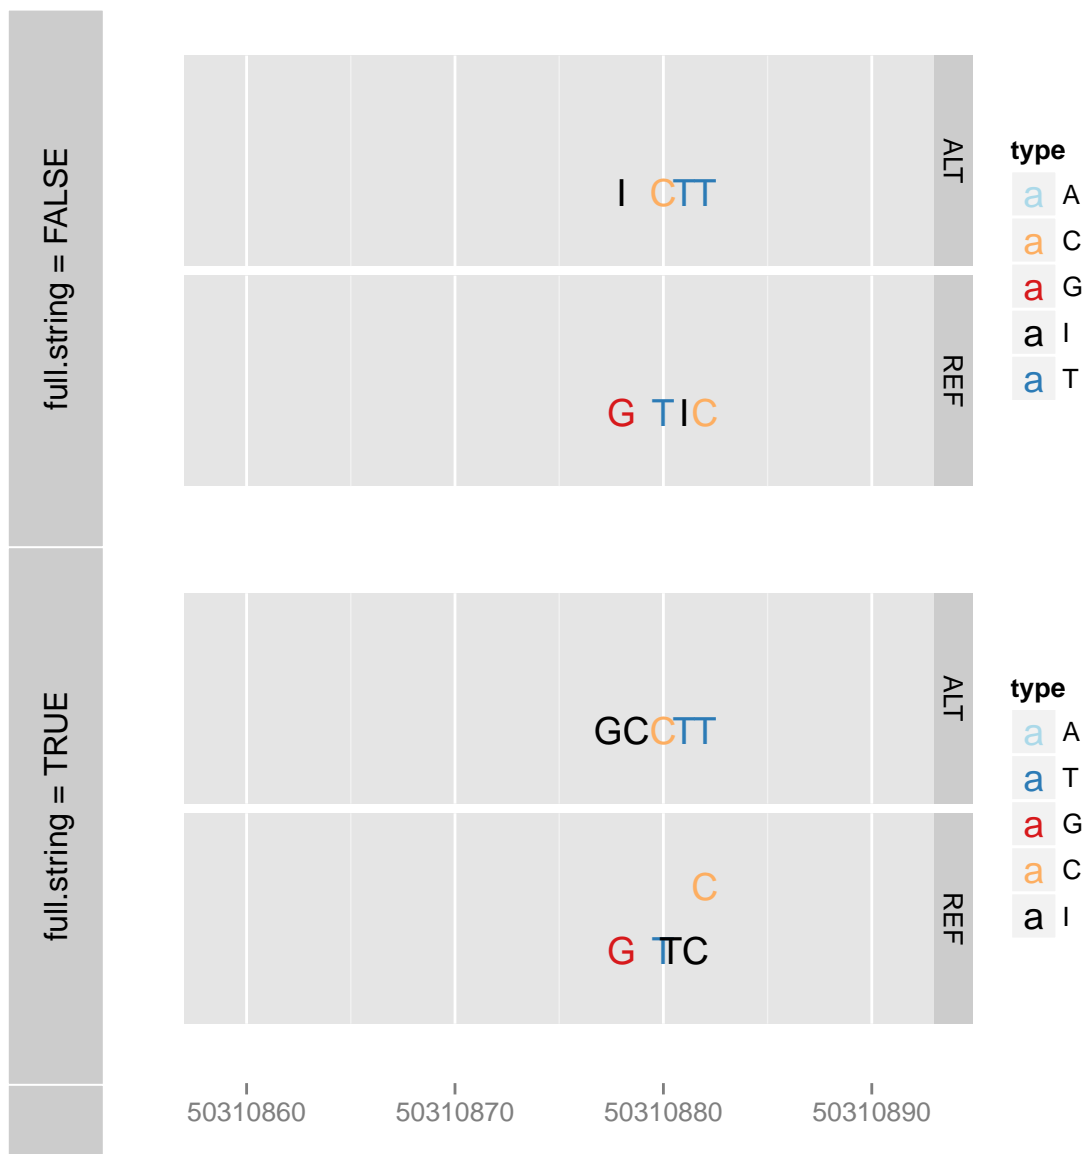 full.string = FALSE
ALT
I CTT
REF
G TIC
type
a A
a C
a G
a I
a T
full.string = TRUE
ALT
GCCTT
REF
C
G TTC
type
a A
a T
a G
a C
a I
50310860 50310870 50310880 50310890